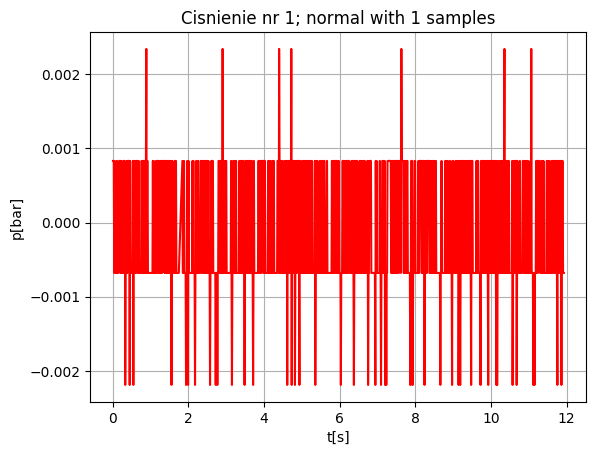 Cisnienie nr 1; normal with 1 samples
0.002
0.001
0.000
−0.001
−0.002
p[bar]
0 2 4 6 8 10 12
t[s]